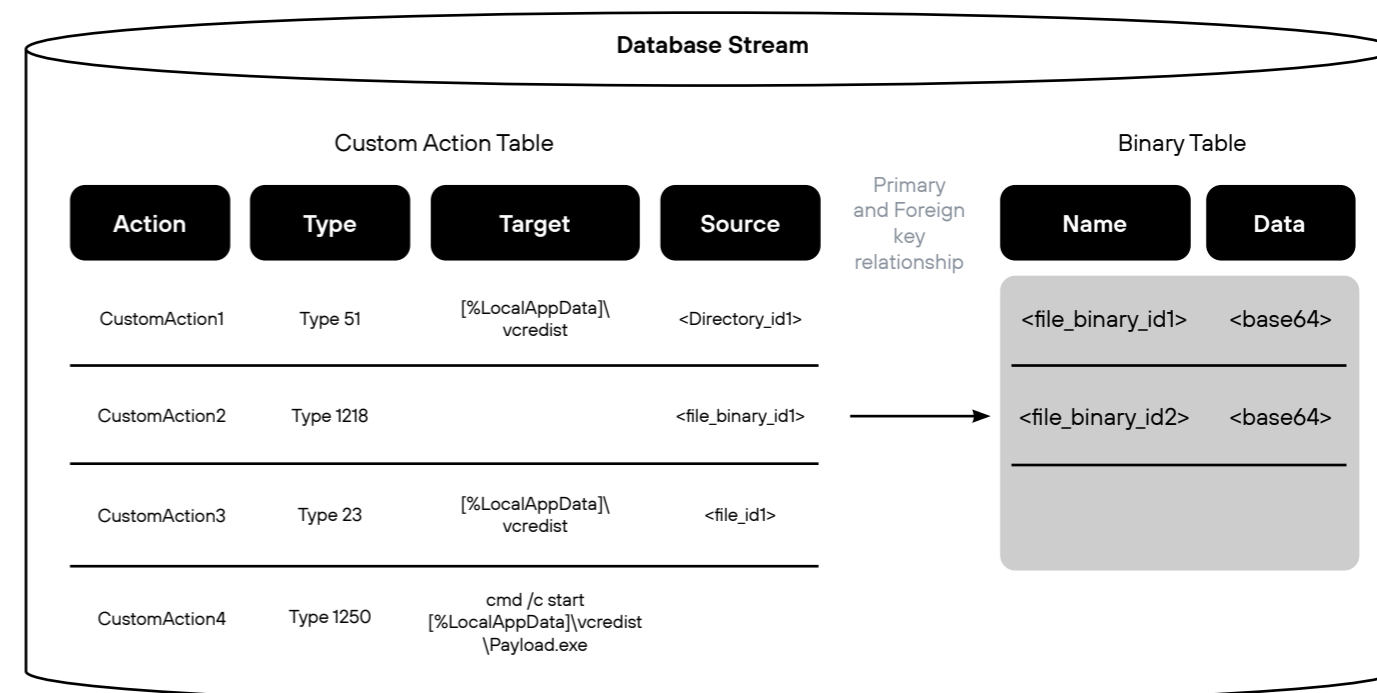 Database Stream
Custom Action Table
Binary Table
Primary
and Foreign
key
relationship
Action Type Target Source
Name Data
CustomAction1 Type 51 [%LocalAppData]\
vcredist <Directory_id1>
<file_binary_id1> <base64>
CustomAction2 Type 1218 <file_binary_id1>
<file_binary_id2> <base64>
CustomAction3 Type 23 [%LocalAppData]\
vcredist <file_id1>
CustomAction4 Type 1250 cmd /c start
[%LocalAppData]\vcredist
\Payload.exe